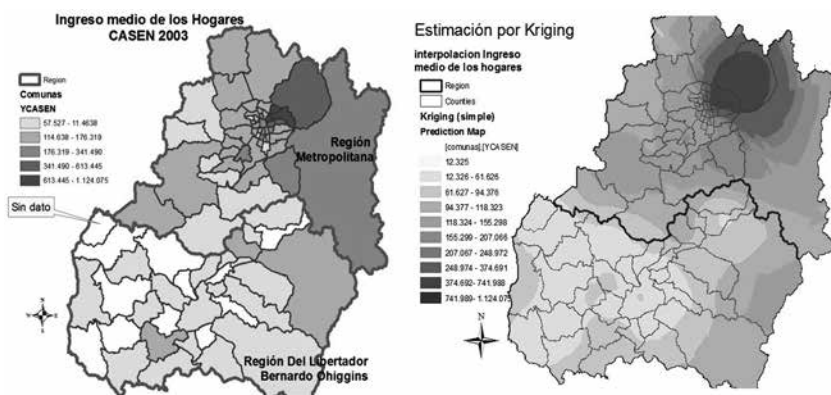 Ingreso medio de los Hogares
CASEN 2003
Region
Comunas
YCASEN
57.527 - 11.4638
114.638 - 176.319
176.319 - 341.490
341.490 - 613.445
613.445 - 1.124.075
Región
Metropolitana
Sin dato
Región Del Libertador
Bernardo Ohiggins
Estimación por Kriging
interpolacion Ingreso
medio de los hogares
Region
Counties
Kriging (simple)
Prediction Map
[comunas].[YCASEN]
12.325
12.326 - 61.626
61.627 - 94.376
94.377 - 118.323
118.324 - 155.298
155.299 - 207.066
207.067 - 248.972
248.974 - 374.691
374.692 - 741.988
741.989 - 1.124.075
N